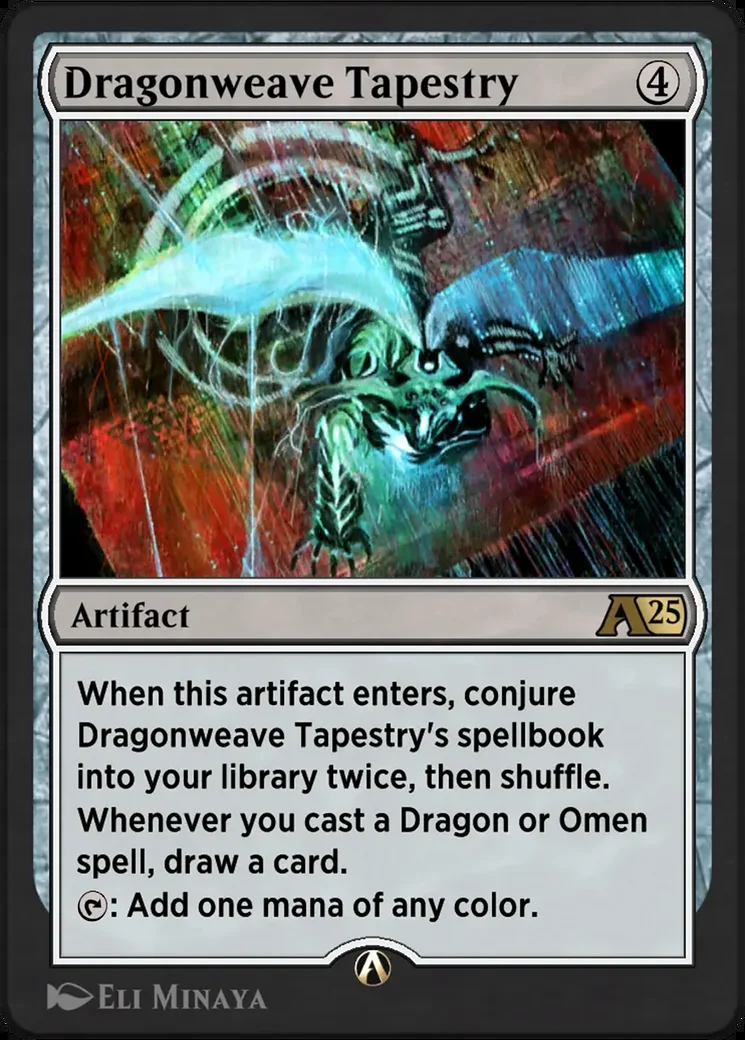 Dragonweave Tapestry 4
Artifact A25
When this artifact enters, conjure
Dragonweave Tapestry's spellbook
into your library twice, then shuffle.
Whenever you cast a Dragon or Omen
spell, draw a card.
: Add one mana of any color.
A
Eli Minaya